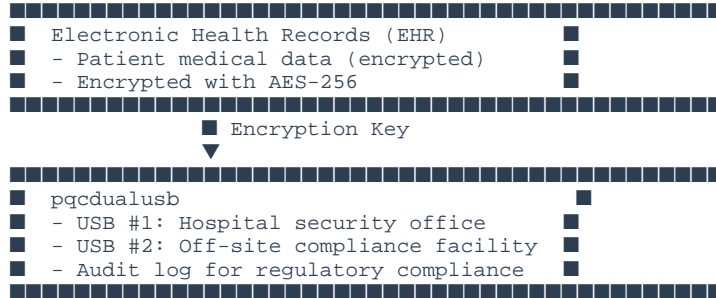 Electronic Health Records (EHR)
- Patient medical data (encrypted)
- Encrypted with AES-256
Encryption Key
pqcdualusb
- USB #1: Hospital security office
- USB #2: Off-site compliance facility
- Audit log for regulatory compliance